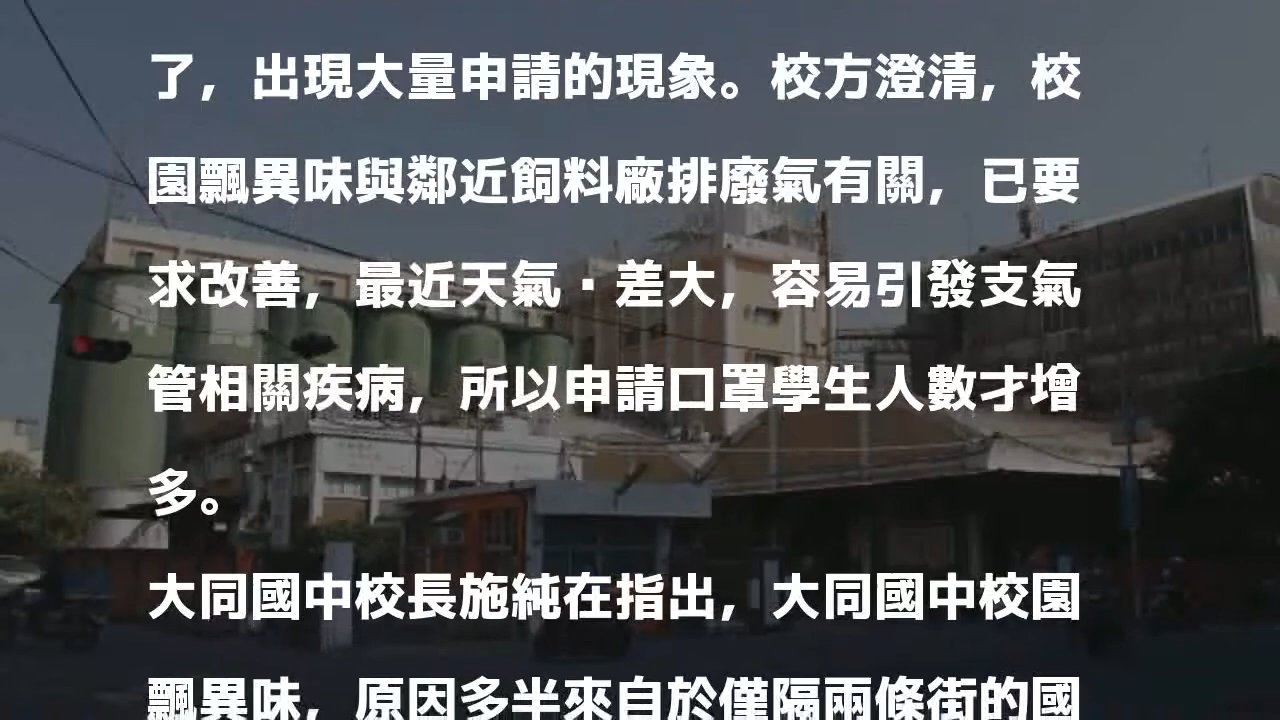 了，出現大量申請的現象。校方澄清，校
園飄異味與鄰近飼料廠排廢氣有關，已要
求改善，最近天氣·差大，容易引發支氣
管相關疾病，所以申請口罩學生人數才增
多。
大同國中校長施純在指出，大同國中校園
飄異味，原因多半來自於僅隔兩條街的國